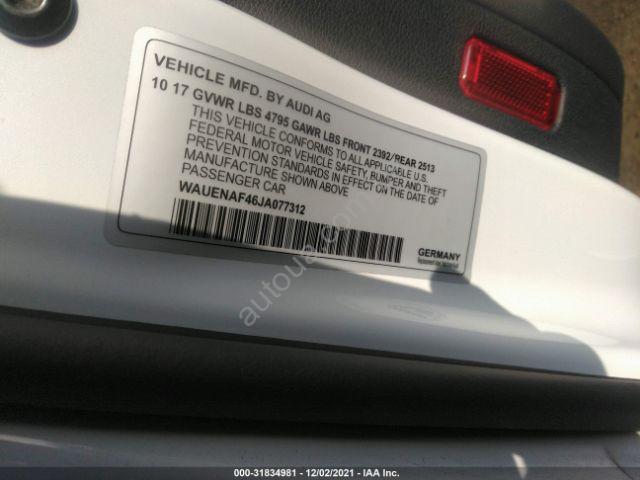 VEHICLE MFD. BY AUDI AG
10 17 GVWR LBS 4795 GAWR LBS FRONT 2392/REAR 2513
THIS VEHICLE CONFORMS TO ALL APPLICABLE U.S.
FEDERAL MOTOR VEHICLE SAFETY, BUMPER AND THEFT
PREVENTION STANDARDS IN EFFECT ON THE DATE OF
MANUFACTURE SHOWN ABOVE
PASSENGER CAR
WAUENAF46JA077312
GERMANY
000-31834981 - 12/02/2021 - IAA Inc.